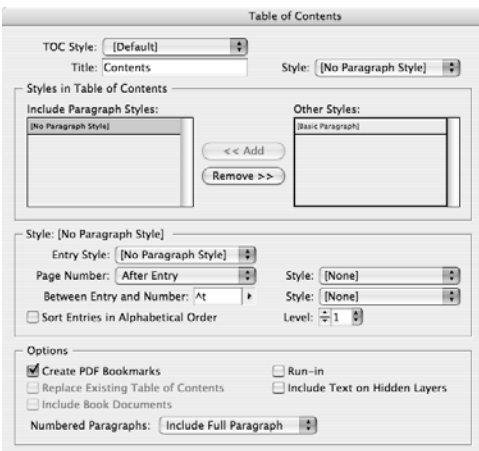 Table of Contents
TOC Style: [Default]
Title: Contents Style: [No Paragraph Style]
Styles in Table of Contents
Include Paragraph Styles: Other Styles:
[No Paragraph Style] [Basic Paragraph]
<< Add
Remove >>
Style: [No Paragraph Style]
Entry Style: [No Paragraph Style]
Page Number: After Entry Style: [None]
Between Entry and Number: ^t Style: [None]
Sort Entries in Alphabetical Order Level: 1
Options
Create PDF Bookmarks Run-in
Replace Existing Table of Contents Include Text on Hidden Layers
Include Book Documents
Numbered Paragraphs: Include Full Paragraph